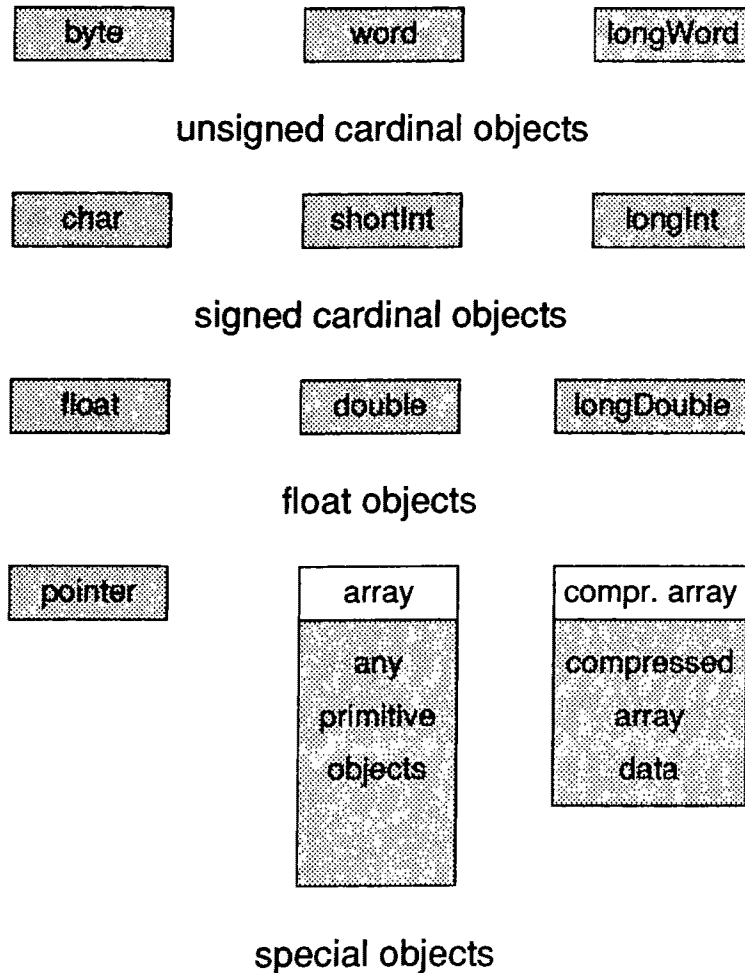 byte word longWord
unsigned cardinal objects
char shortInt longInt
signed cardinal objects
float double longDouble
float objects
pointer array compr. array
any compressed
primitive array
objects data
special objects